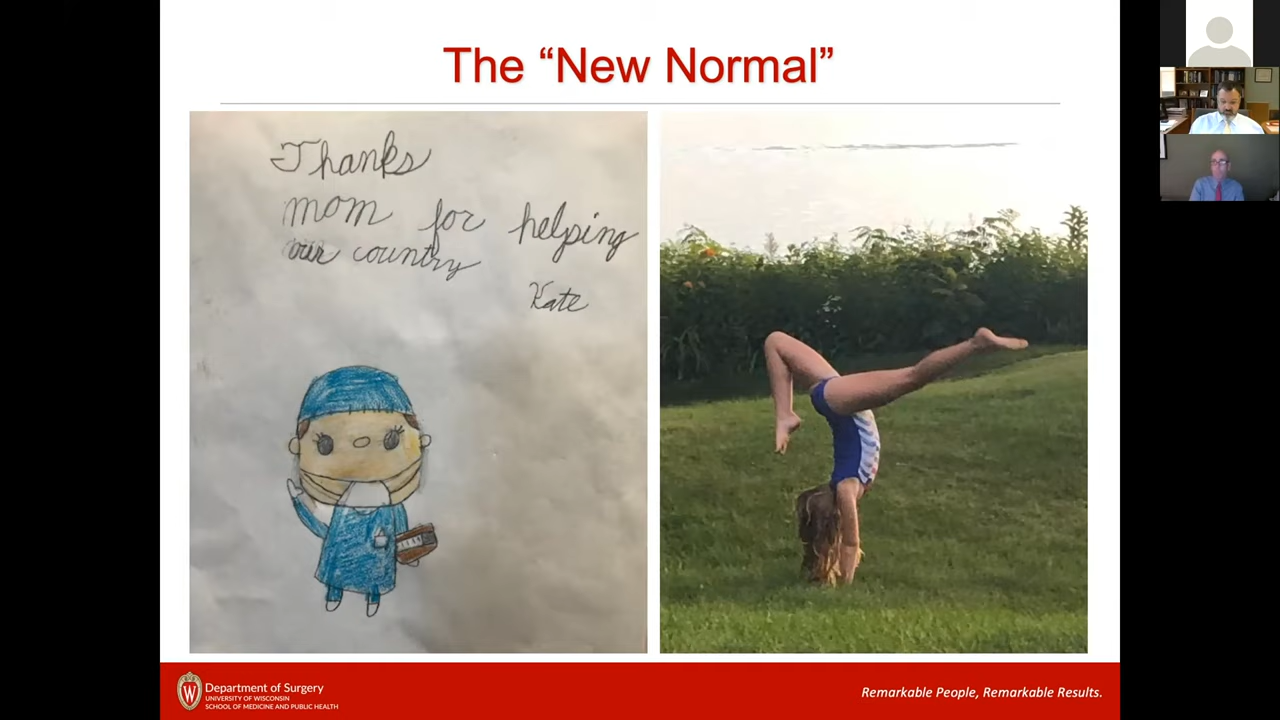 The “New Normal”
Thanks
mom for helping
our country
Kate
Department of Surgery
UNIVERSITY OF WISCONSIN
SCHOOL OF MEDICINE AND PUBLIC HEALTH
Remarkable People, Remarkable Results.